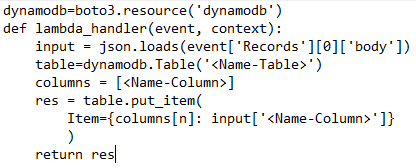 dynamodb=boto3.resource('dynamodb')
def lambda_handler(event, context):
    input = json.loads(event['Records'][0]['body'])
    table=dynamodb.Table('<Name-Table>')
    columns = [<Name-Column>]
    res = table.put_item(
        Item={columns[n]: input['<Name-Column>']}
        )
    return res